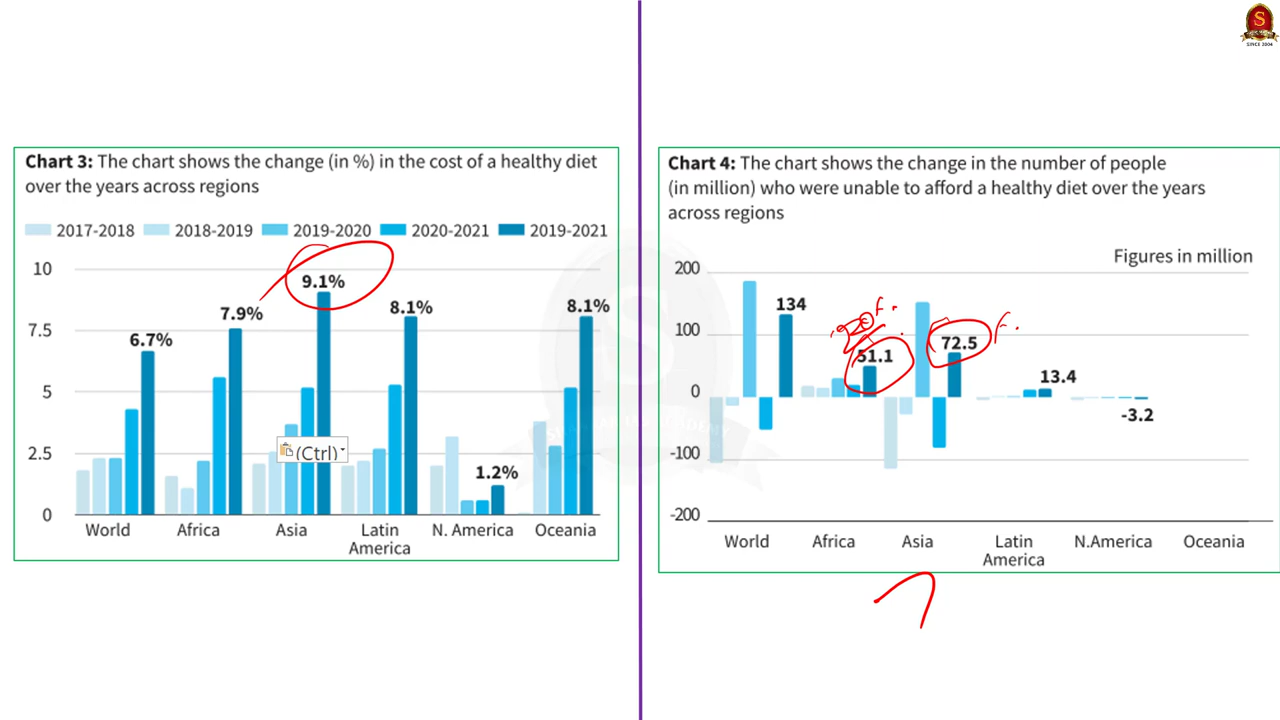 SINCE 2004
Chart 3: The chart shows the change (in %) in the cost of a healthy diet
over the years across regions
2017-2018 2018-2019 2019-2020 2020-2021 2019-2021
10
7.5
5
2.5
0
6.7%
7.9%
9.1%
8.1%
1.2%
8.1%
(Ctrl)
World Africa Asia Latin America N. America Oceania
Chart 4: The chart shows the change in the number of people
(in million) who were unable to afford a healthy diet over the years
across regions
Figures in million
200
100
0
-100
-200
134
51.1
72.5
13.4
-3.2
World Africa Asia Latin America N.America Oceania